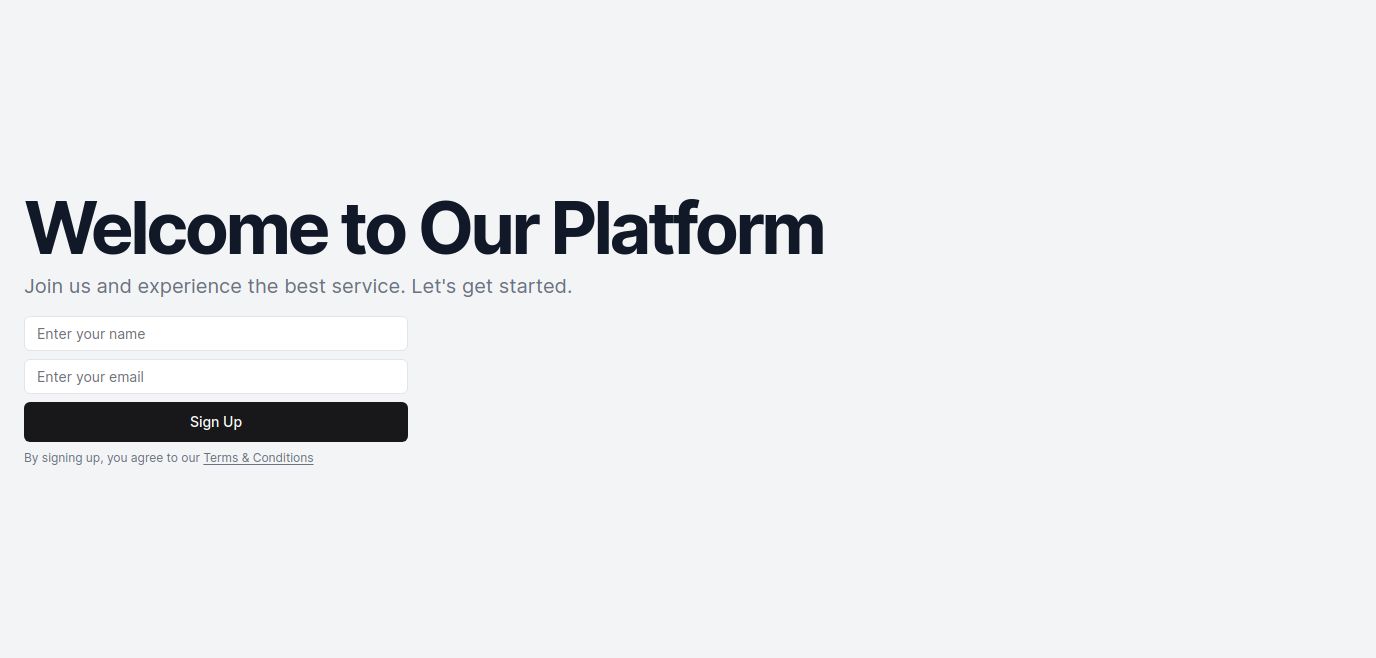 Welcome to Our Platform
Join us and experience the best service. Let's get started.
Enter your name
Enter your email
Sign Up
By signing up, you agree to our Terms & Conditions